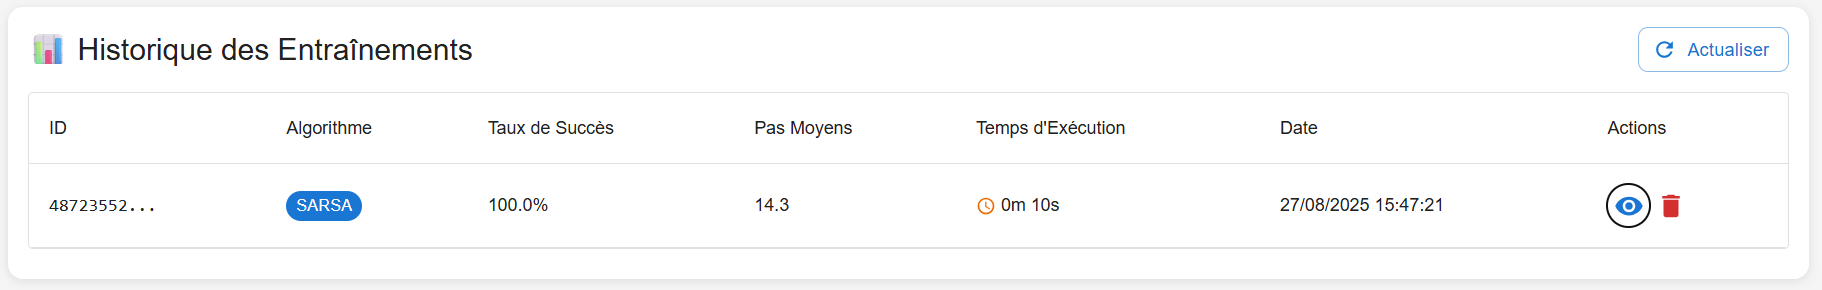 Historique des Entraînements
Actualiser
ID Algorithme Taux de Succès Pas Moyens Temps d'Exécution Date Actions
48723552... SARSA 100.0% 14.3 0m 10s 27/08/2025 15:47:21